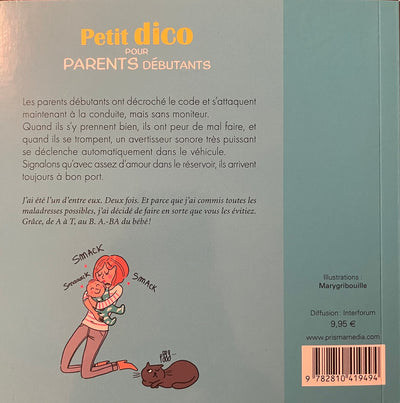 Petit dico
POUR
PARENTS DÉBUTANTS
Les parents débutants ont décroché le code et s'attaquent
maintenant à la conduite, mais sans moniteur.
Quand ils s'y prennent bien, ils ont peur de mal faire, et
quand ils se trompent, un avertisseur sonore très puissant
se déclenche automatiquement dans le véhicule.
Signalons qu'avec assez d'amour dans le réservoir, ils arrivent
toujours à bon port.
J'ai été l'un d'entre eux. Deux fois. Et parce que j'ai commis toutes les
maladresses possibles, j'ai décidé de faire en sorte que vous les évitiez.
Grâce, de A à T, au B. A.-BA du bébé !
SMACK
Smaaack
SMACK
Illustrations :
Marygribouille
Diffusion : Interforum
9,95 €
www.prismamedia.com
9 782810 419494